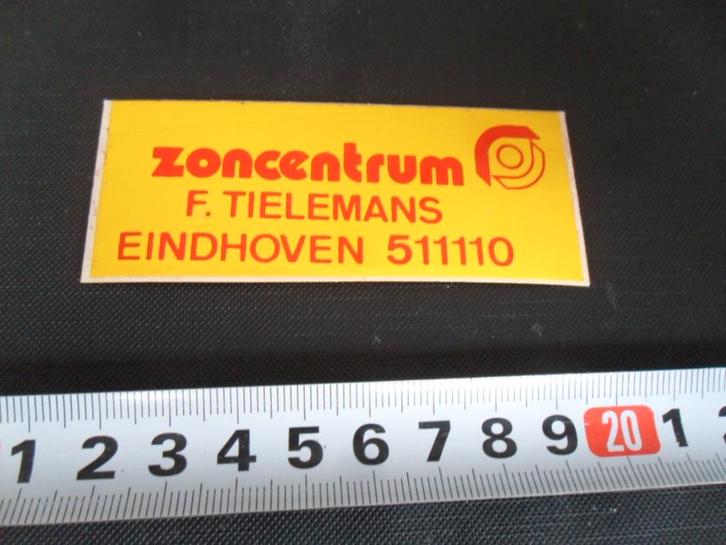 zoncentrum
F. TIELEMANS
EINDHOVEN 511110
1 2 3 4 5 6 7 8 9 20 1